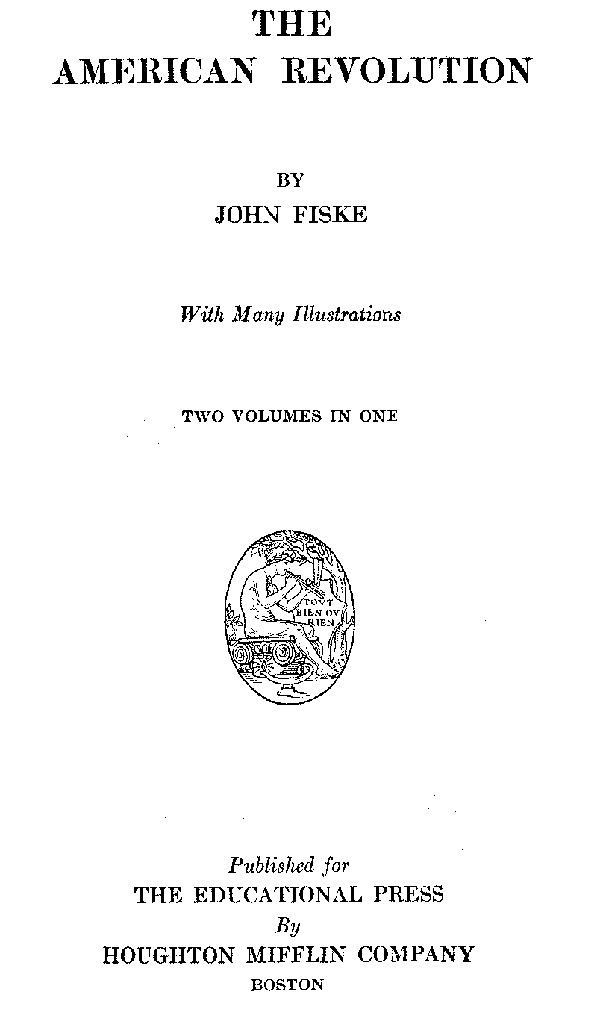 THE
AMERICAN REVOLUTION
BY
JOHN FISKE
With Many Illustrations
TWO VOLUMES IN ONE
TOVT
BIEN OV
RIEN
Published for
THE EDUCATIONAL PRESS
By
HOUGHTON MIFFLIN COMPANY
BOSTON